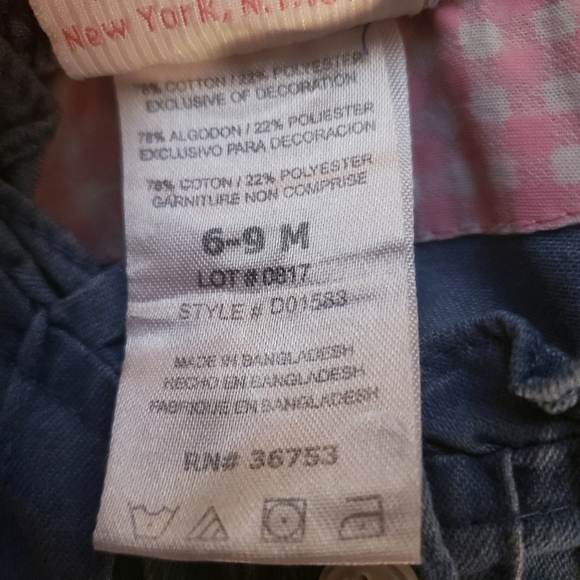 New York, N.Y.
78% COTTON / 22% POLYESTER
EXCLUSIVE OF DECORATION
78% ALGODON / 22% POLIESTER
EXCLUSIVO PARA DECORACION
78% COTON / 22% POLYESTER
GARNITURE NON COMPRISE
6-9 M
LOT # 0817
STYLE # D01583
MADE IN BANGLADESH
HECHO EN BANGLADESH
FABRIQUE EN BANGLADESH
RN# 36753